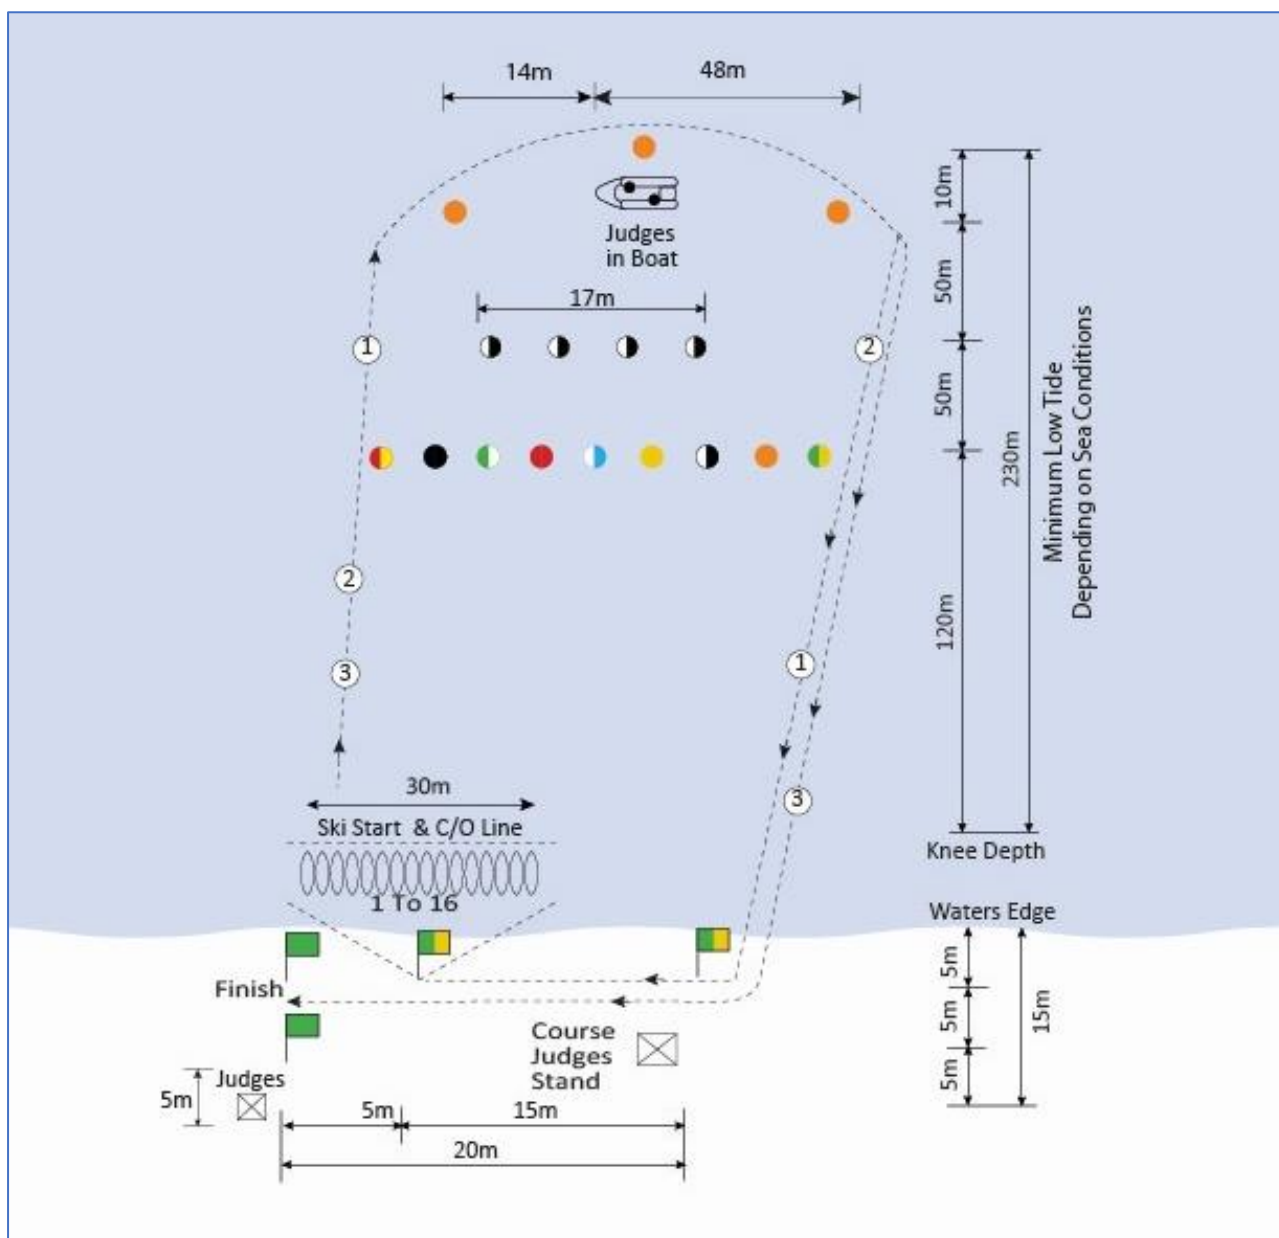 14m
48m
10m
Judges
in Boat
50m
17m
1
2
50m
Minimum Low Tide
Depending on Sea Conditions
230m
2
120m
1
3
30m
3
Ski Start & C/O Line
Knee Depth
1 To 16
Waters Edge
5m
Finish
5m
15m
Course
Judges
Stand
5m
Judges
5m
5m
15m
20m